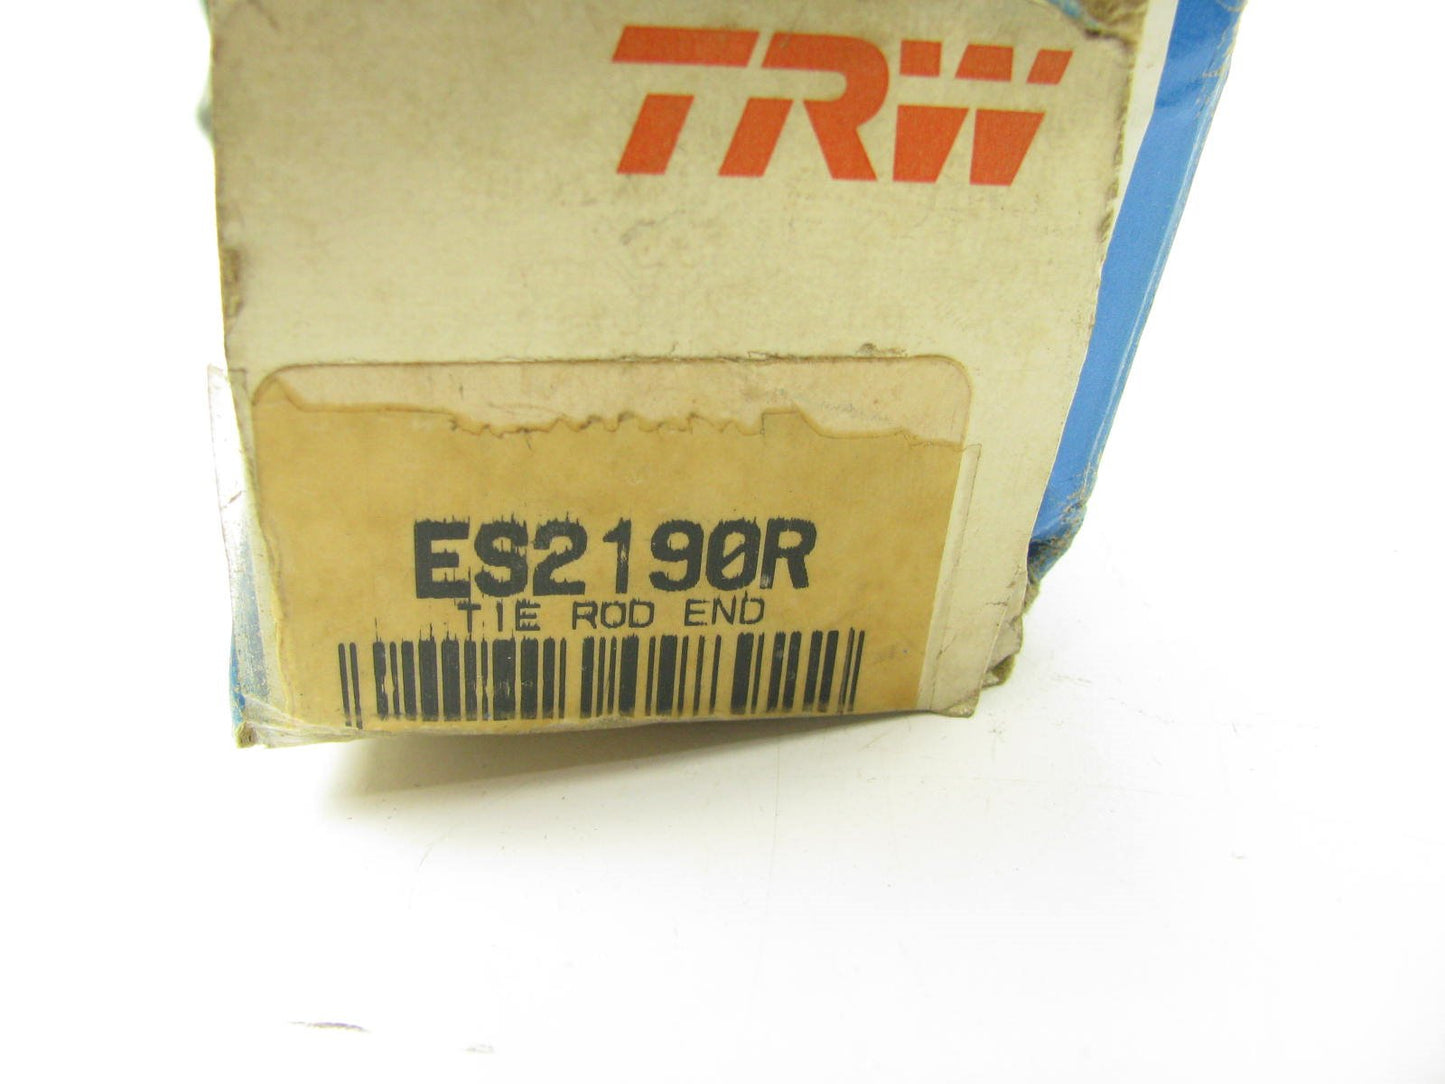 TRW
ES2190R
TIE ROD END